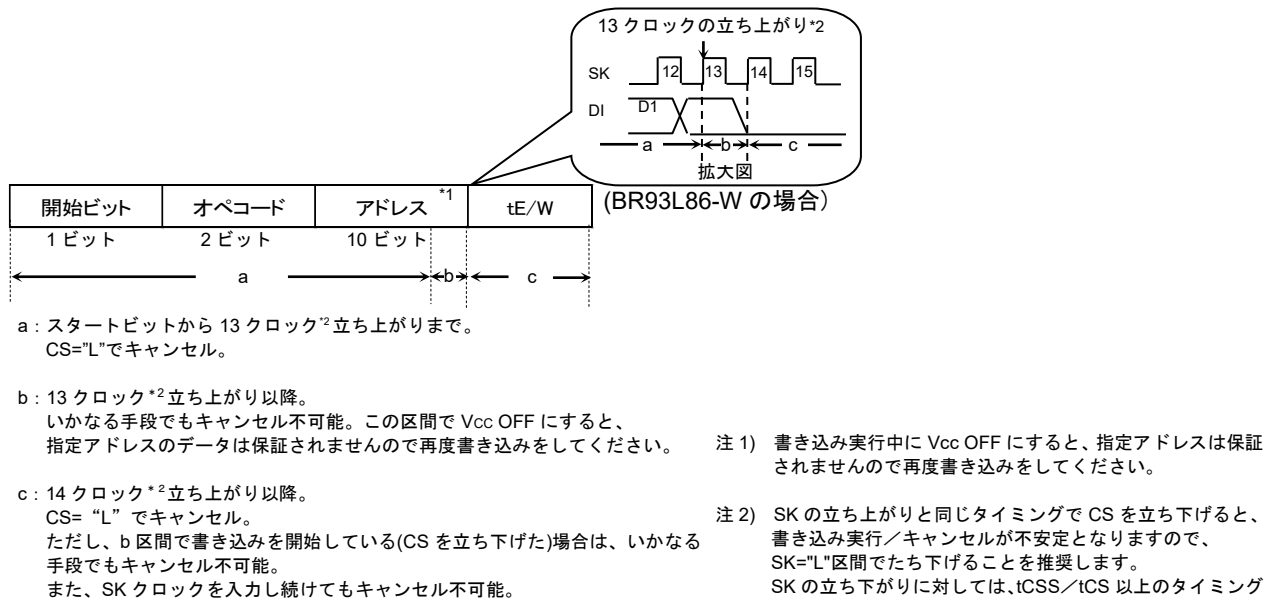 13 クロックの立ち上がり*2
SK 12 13 14 15
DI D1
a b c
拡大図
(BR93L86-W の場合)
開始ビット オペコード アドレス *1 tE/W
1 ビット 2 ビット 10 ビット
a b c
a：スタートビットから 13 クロック*2 立ち上がりまで。
CS="L"でキャンセル。
b：13 クロック*2 立ち上がり以降。
いかなる手段でもキャンセル不可能。この区間で Vcc OFF にすると、
指定アドレスのデータは保証されませんので再度書き込みをしてください。
c：14 クロック*2 立ち上がり以降。
CS= “L” でキャンセル。
ただし、b 区間で書き込みを開始している(CS を立ち下げた)場合は、いかなる
手段でもキャンセル不可能。
また、SK クロックを入力し続けてもキャンセル不可能。
注 1) 書き込み実行中に Vcc OFF にすると、指定アドレスは保証
されませんので再度書き込みをしてください。
注 2) SK の立ち上がりと同じタイミングで CS を立ち下げると、
書き込み実行／キャンセルが不安定となりますので、
SK="L"区間でたち下げることを推奨します。
SK の立ち下がりに対しては、tCSS／tCS 以上のタイミング